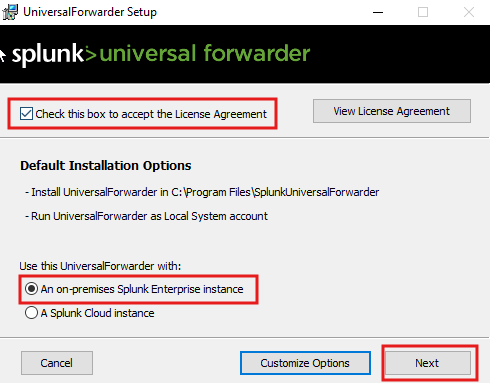 UniversalForwarder Setup
splunk>universal forwarder
Check this box to accept the License Agreement
View License Agreement
Default Installation Options
- Install UniversalForwarder in C:\Program Files\SplunkUniversalForwarder
- Run UniversalForwarder as Local System account
Use this UniversalForwarder with:
An on-premises Splunk Enterprise instance
A Splunk Cloud instance
Cancel
Customize Options
Next